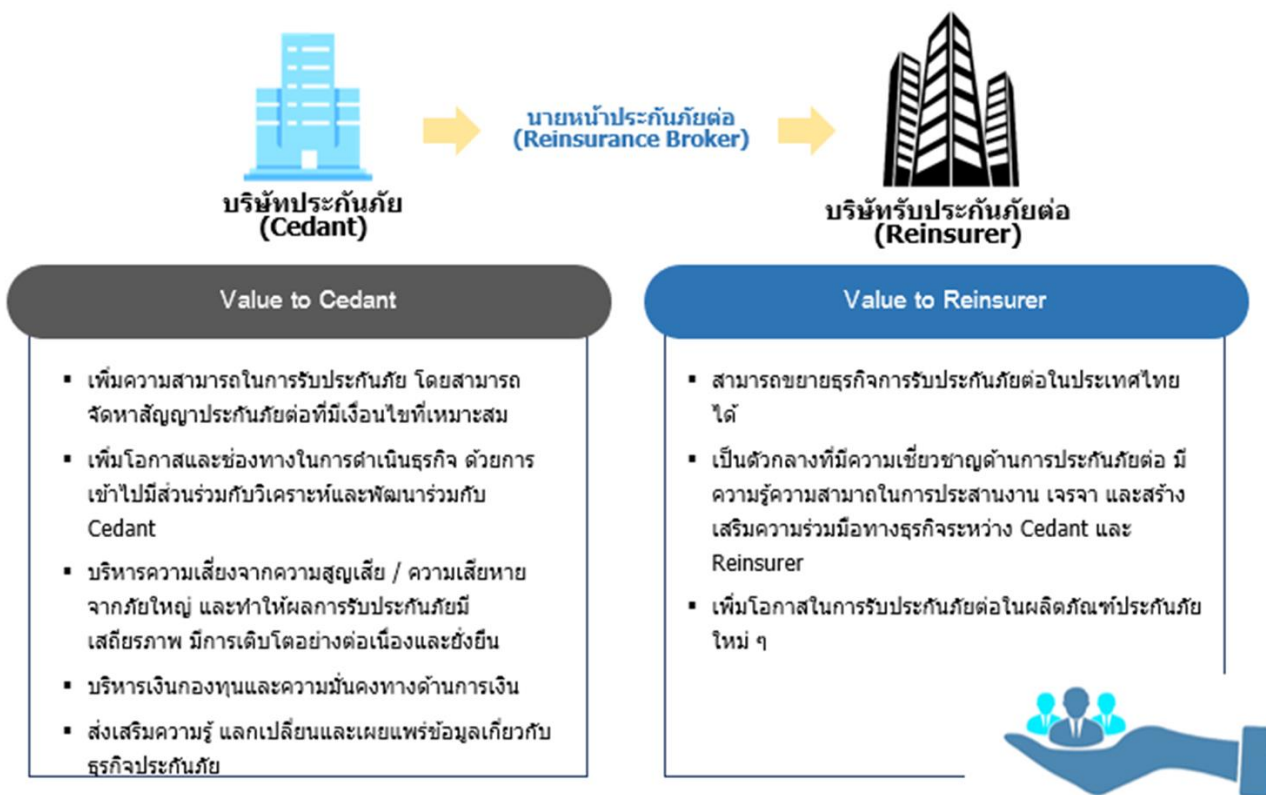 นายหน้าประกันภัยต่อ
(Reinsurance Broker)
บริษัทประกันภัย
(Cedant)
บริษัทรับประกันภัยต่อ
(Reinsurer)
Value to Cedant
▪ เพิ่มความสามารถในการรับประกันภัย โดยสามารถ
จัดหาสัญญาประกันภัยต่อที่มีเงื่อนไขที่เหมาะสม
▪ เพิ่มโอกาสและช่องทางในการดำเนินธุรกิจ ด้วยการ
เข้าไปมีส่วนร่วมกับวิเคราะห์และพัฒนาร่วมกับ
Cedant
▪ บริหารความเสี่ยงจากความสูญเสีย / ความเสียหาย
จากภัยใหญ่ และทำให้ผลการรับประกันภัยมี
เสถียรภาพ มีการเติบโตอย่างต่อเนื่องและยั่งยืน
▪ บริหารเงินกองทุนและความมั่นคงทางด้านการเงิน
▪ ส่งเสริมความรู้ แลกเปลี่ยนและเผยแพร่ข้อมูลเกี่ยวกับ
ธุรกิจประกันภัย
Value to Reinsurer
▪ สามารถขยายธุรกิจการรับประกันภัยต่อในประเทศไทย
ได้
▪ เป็นตัวกลางที่มีความเชี่ยวชาญด้านการประกันภัยต่อ มี
ความรู้ความสามาถในการประสานงาน เจรจา และสร้าง
เสริมความร่วมมือทางธุรกิจระหว่าง Cedant และ
Reinsurer
▪ เพิ่มโอกาสในการรับประกันภัยต่อในผลิตภัณฑ์ประกันภัย
ใหม่ ๆ